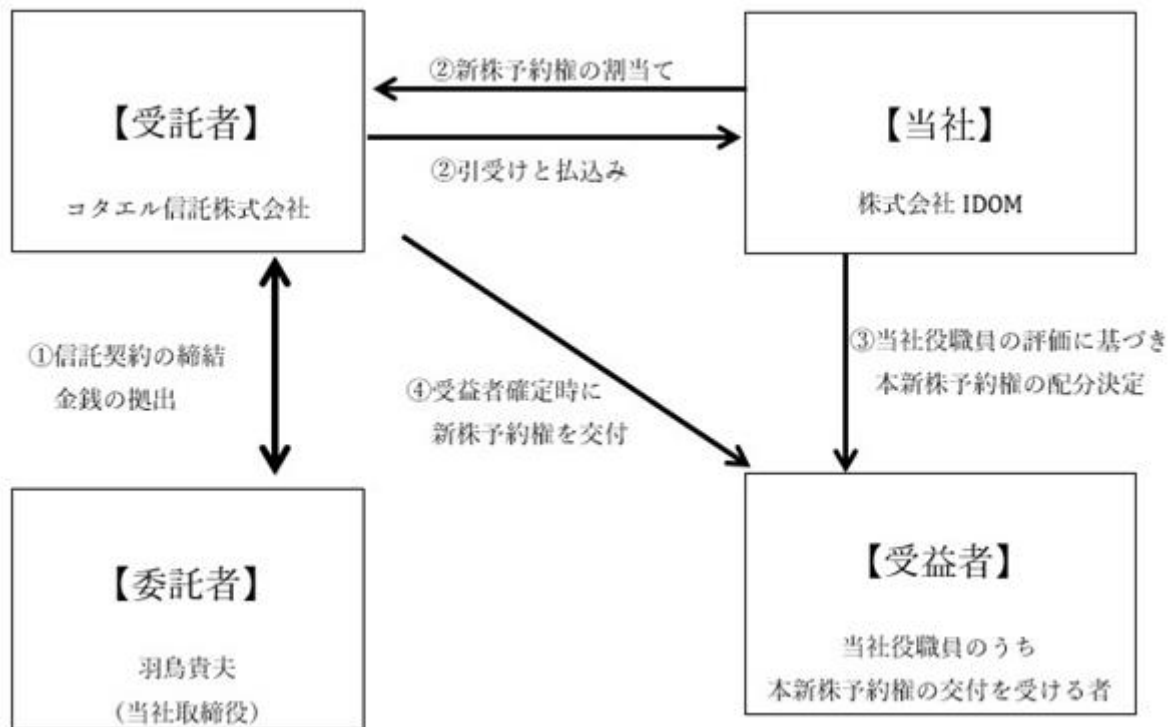 ②新株予約権の割当て
【受託者】
コタエル信託株式会社
②引受けと払込み
【当社】
株式会社 IDOM
①信託契約の締結
金銭の拠出
④受益者確定時に
新株予約権を交付
③当社役職員の評価に基づき
本新株予約権の配分決定
【委託者】
羽鳥貴夫
（当社取締役）
【受益者】
当社役職員のうち
本新株予約権の交付を受ける者